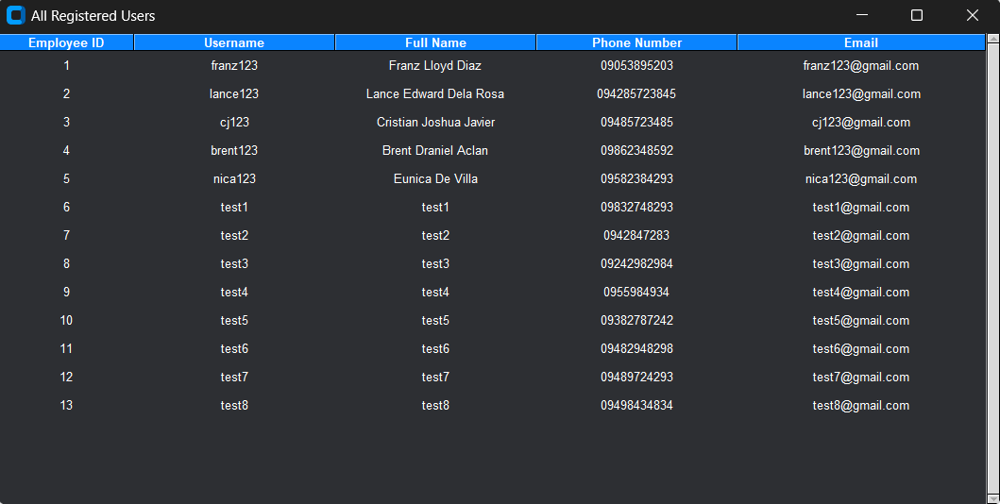 All Registered Users
Employee ID Username Full Name Phone Number Email
1 franz123 Franz Lloyd Diaz 09053895203 franz123@gmail.com
2 lance123 Lance Edward Dela Rosa 094285723845 lance123@gmail.com
3 cj123 Cristian Joshua Javier 09485723485 cj123@gmail.com
4 brent123 Brent Draniel Aclan 09862348592 brent123@gmail.com
5 nica123 Eunica De Villa 09582384293 nica123@gmail.com
6 test1 test1 09832748293 test1@gmail.com
7 test2 test2 0942847283 test2@gmail.com
8 test3 test3 09242982984 test3@gmail.com
9 test4 test4 0955984934 test4@gmail.com
10 test5 test5 09382787242 test5@gmail.com
11 test6 test6 09482948298 test6@gmail.com
12 test7 test7 09489724293 test7@gmail.com
13 test8 test8 09498434834 test8@gmail.com